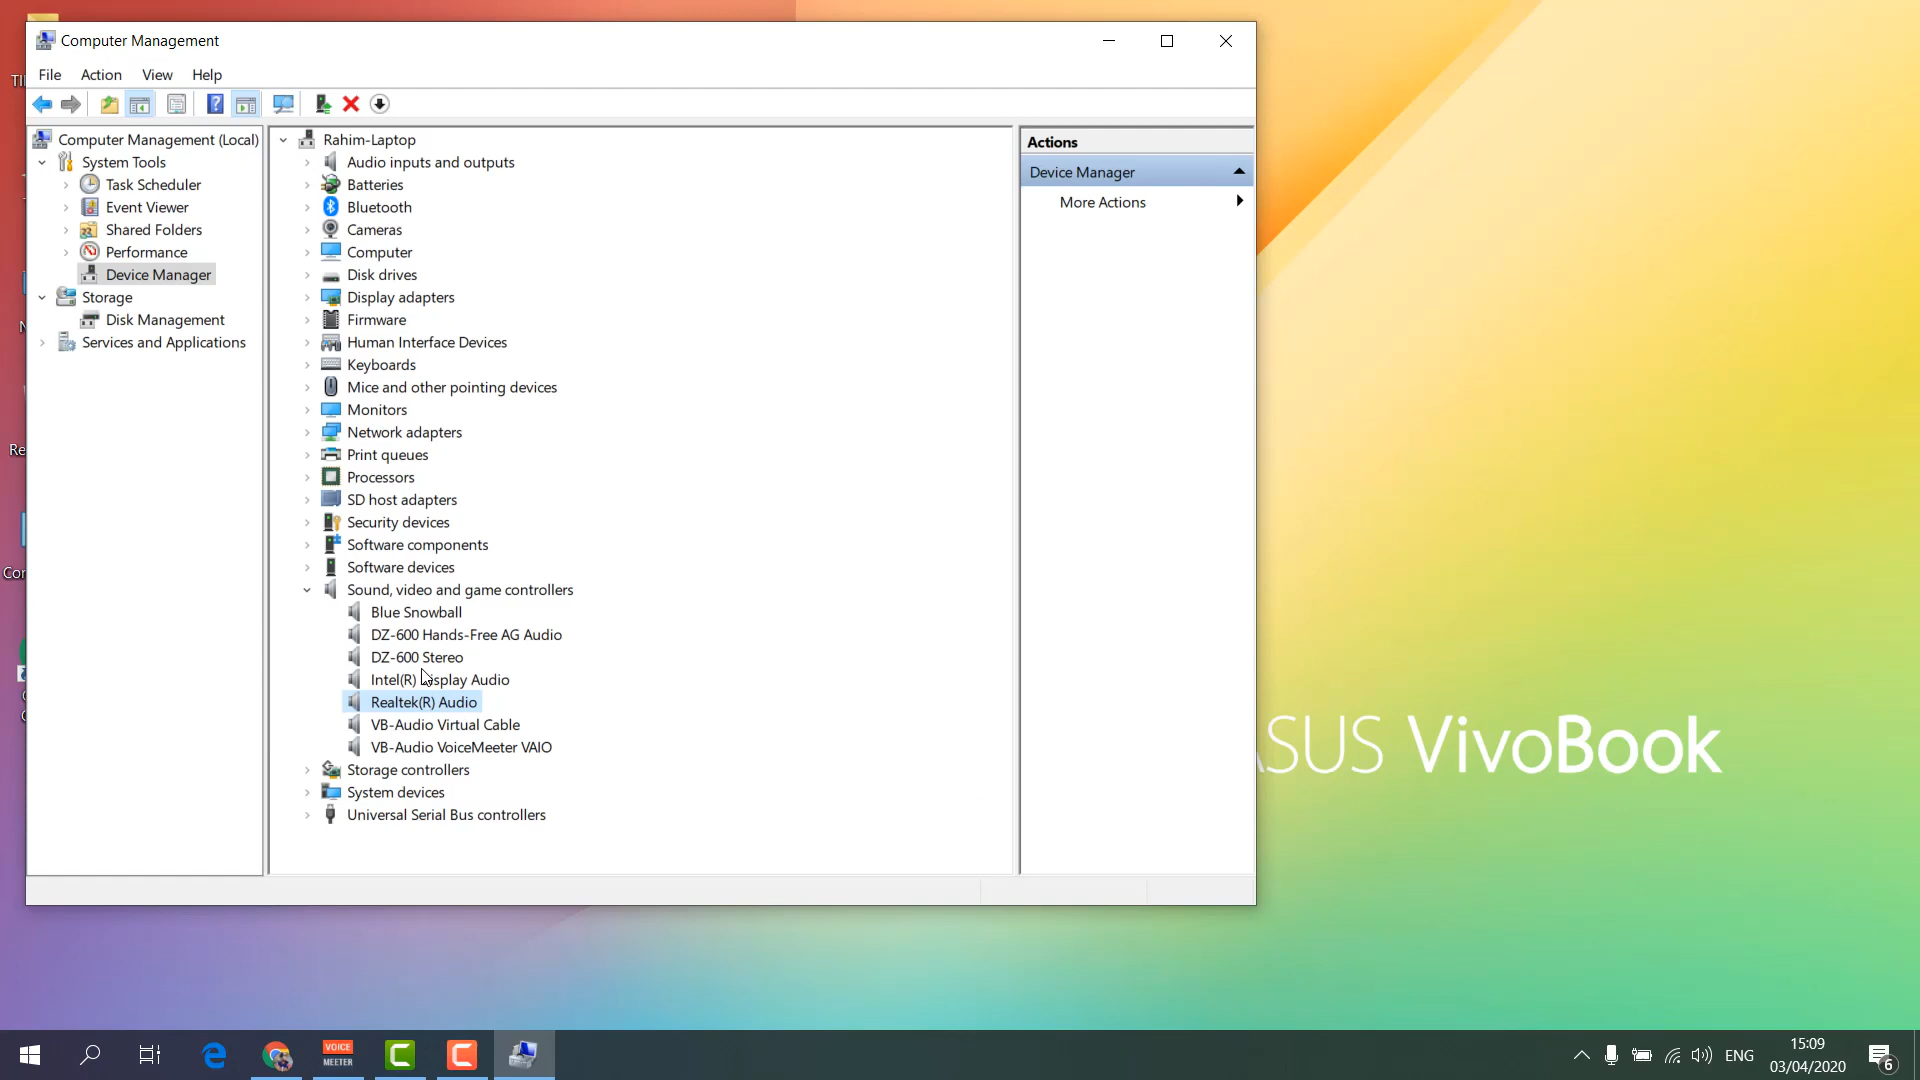 Computer Management
File Action View Help
Computer Management (Local)
System Tools
Task Scheduler
Event Viewer
Shared Folders
Performance
Device Manager
Storage
Disk Management
Services and Applications
Rahim-Laptop
Audio inputs and outputs
Batteries
Bluetooth
Cameras
Computer
Disk drives
Display adapters
Firmware
Human Interface Devices
Keyboards
Mice and other pointing devices
Monitors
Network adapters
Print queues
Processors
SD host adapters
Security devices
Software components
Software devices
Sound, video and game controllers
Blue Snowball
DZ-600 Hands-Free AG Audio
DZ-600 Stereo
Intel(R) Display Audio
Realtek(R) Audio
VB-Audio Virtual Cable
VB-Audio VoiceMeeter VAIO
Storage controllers
System devices
Universal Serial Bus controllers
Actions
Device Manager
More Actions
SUS VivoBook
Re
Con
VOICE
MEETER
ENG
15:09
03/04/2020
6